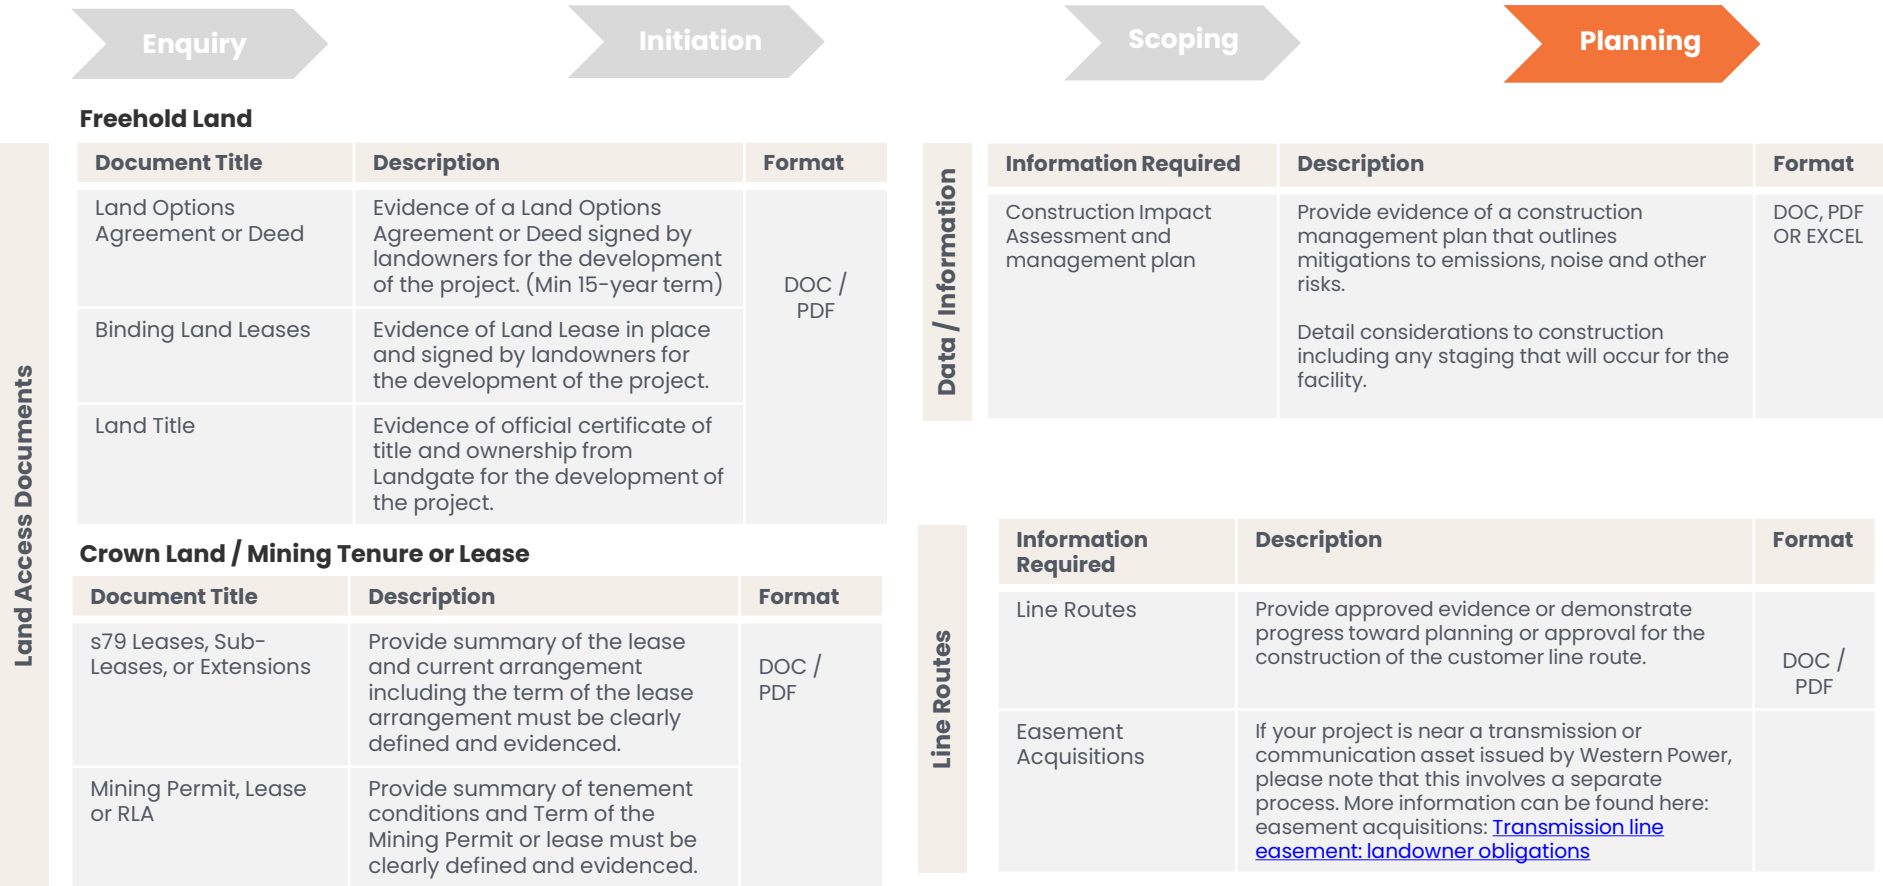 Enquiry
Initiation
Scoping
Planning
Land Access Documents
Freehold Land
Document Title
Description
Format
Land Options
Agreement or Deed
Evidence of a Land Options
Agreement or Deed signed by
landowners for the development
of the project. (Min 15-year term)
DOC /
PDF
Binding Land Leases
Evidence of Land Lease in place
and signed by landowners for
the development of the project.
Land Title
Evidence of official certificate of
title and ownership from
Landgate for the development of
the project.
Crown Land / Mining Tenure or Lease
Document Title
Description
Format
s79 Leases, Sub-
Leases, or Extensions
Provide summary of the lease
and current arrangement
including the term of the lease
arrangement must be clearly
defined and evidenced.
DOC /
PDF
Mining Permit, Lease
or RLA
Provide summary of tenement
conditions and Term of the
Mining Permit or lease must be
clearly defined and evidenced.
Data / Information
Information Required
Description
Format
Construction Impact
Assessment and
management plan
Provide evidence of a construction
management plan that outlines
mitigations to emissions, noise and other
risks.
Detail considerations to construction
including any staging that will occur for the
facility.
DOC, PDF
OR EXCEL
Line Routes
Information
Required
Description
Format
Line Routes
Provide approved evidence or demonstrate
progress toward planning or approval for the
construction of the customer line route.
DOC /
PDF
Easement
Acquisitions
If your project is near a transmission or
communication asset issued by Western Power,
please note that this involves a separate
process. More information can be found here:
easement acquisitions: Transmission line
easement: landowner obligations